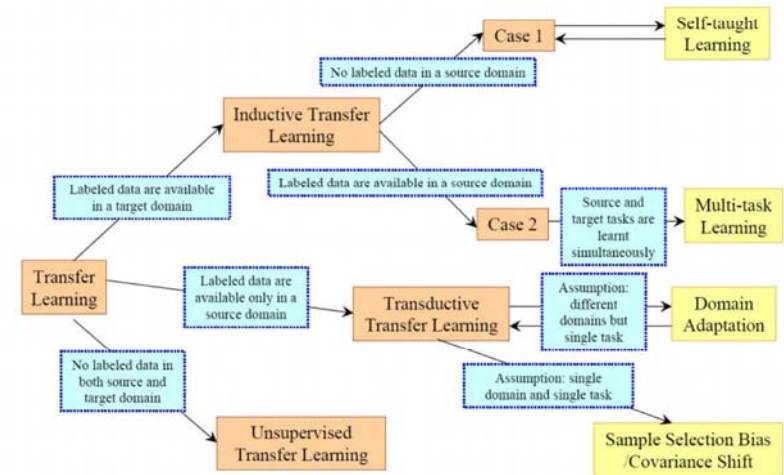 Case 1
Self-taught
Learning
No labeled data in a source domain
Inductive Transfer
Learning
Labeled data are available
in a target domain
Labeled data are available in a source domain
Case 2
Source and
target tasks are
learnt
simultaneously
Multi-task
Learning
Transfer
Learning
Labeled data are
available only in a
source domain
Transductive
Transfer Learning
Assumption:
different
domains but
single task
Domain
Adaptation
No labeled data in
both source and
target domain
Assumption: single
domain and single task
Unsupervised
Transfer Learning
Sample Selection Bias
/Covariance Shift